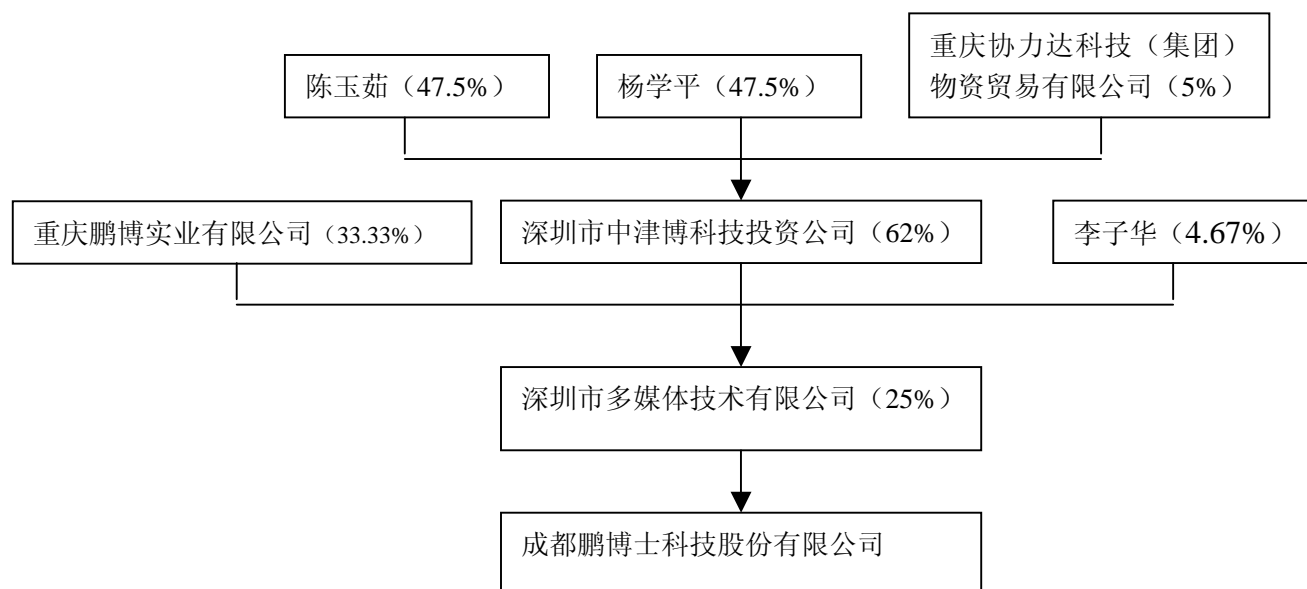 陈玉茹（47.5%）
杨学平（47.5%）
重庆协力达科技（集团）
物资贸易有限公司（5%）
重庆鹏博实业有限公司（33.33%）
深圳市中津博科技投资公司（62%）
李子华（4.67%）
深圳市多媒体技术有限公司（25%）
成都鹏博士科技股份有限公司